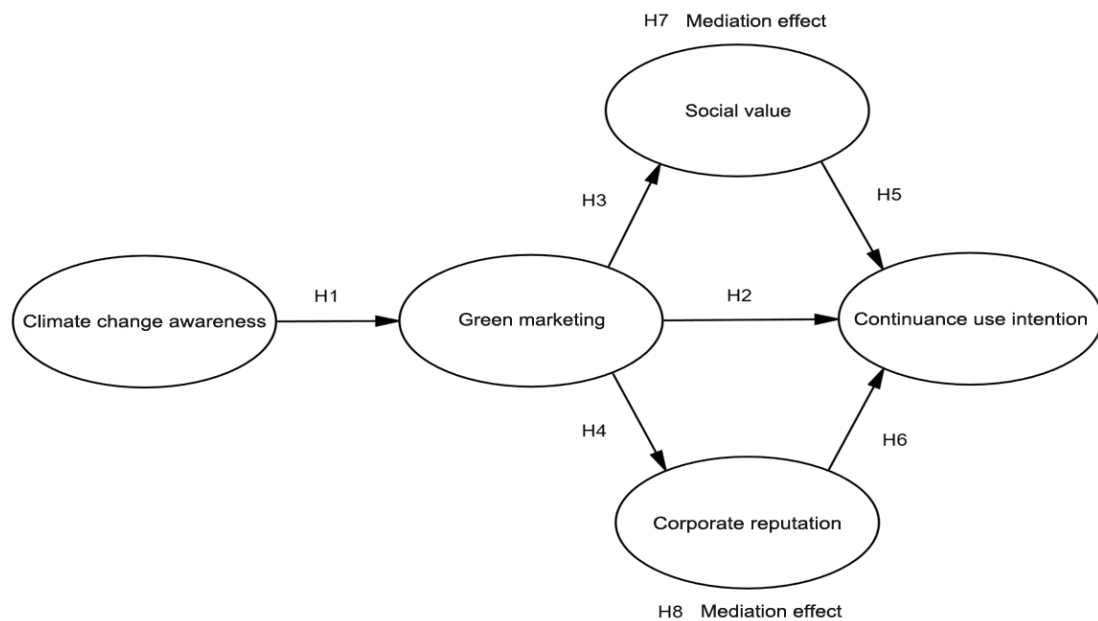 H7 Mediation effect
Social value
H3
H5
H1
H2
Climate change awareness
Green marketing
Continuance use intention
H4
H6
Corporate reputation
H8 Mediation effect